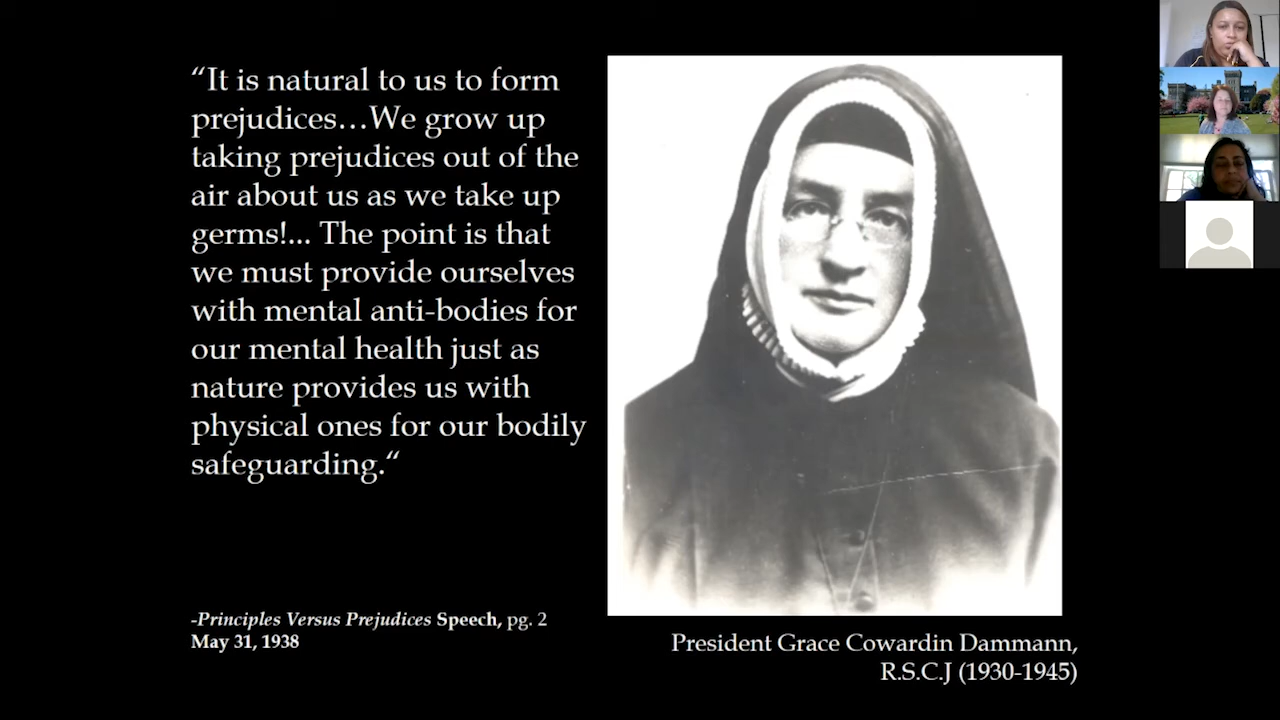 “It is natural to us to form
prejudices…We grow up
taking prejudices out of the
air about us as we take up
germs!... The point is that
we must provide ourselves
with mental anti-bodies for
our mental health just as
nature provides us with
physical ones for our bodily
safeguarding.“
-Principles Versus Prejudices Speech, pg. 2
May 31, 1938
President Grace Cowardin Dammann,
R.S.C.J (1930-1945)